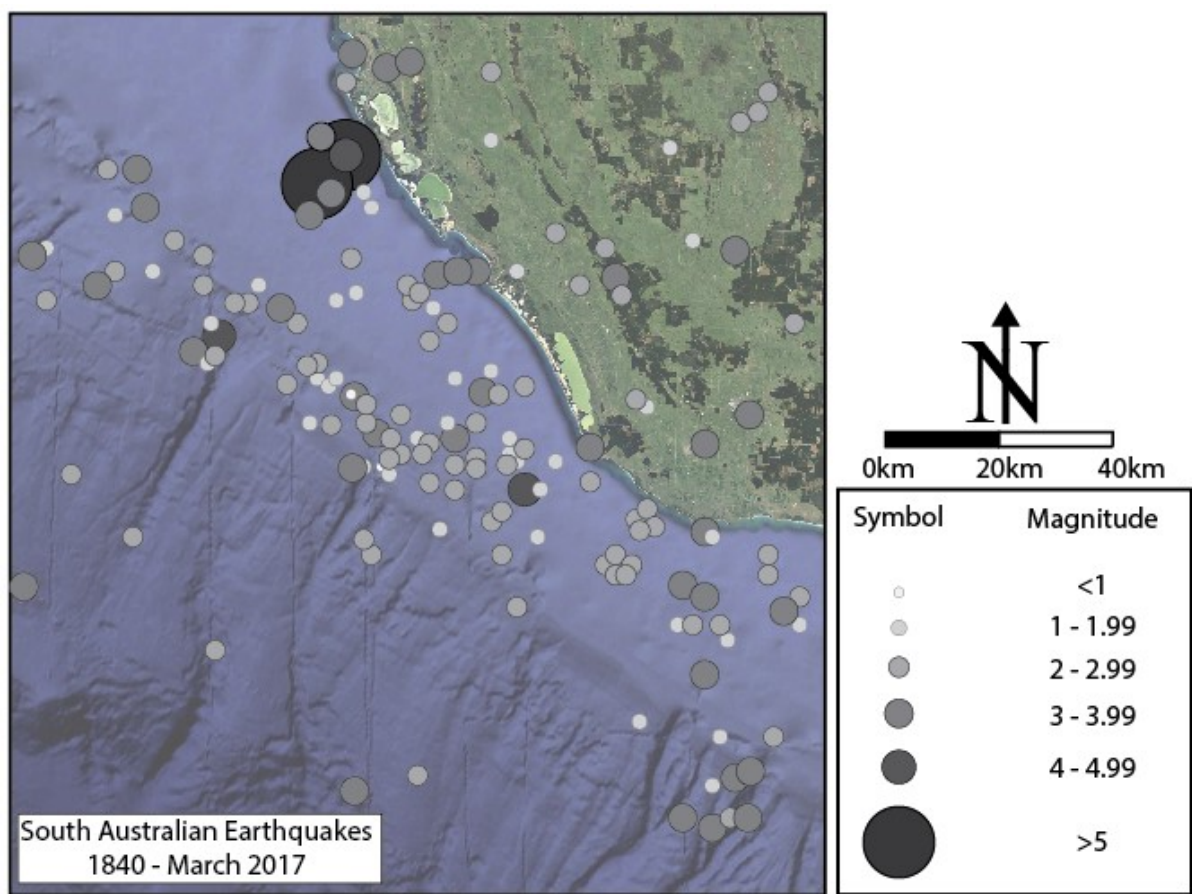 South Australian Earthquakes
1840 - March 2017
N
0km 20km 40km
Symbol Magnitude
<1
1 - 1.99
2 - 2.99
3 - 3.99
4 - 4.99
>5